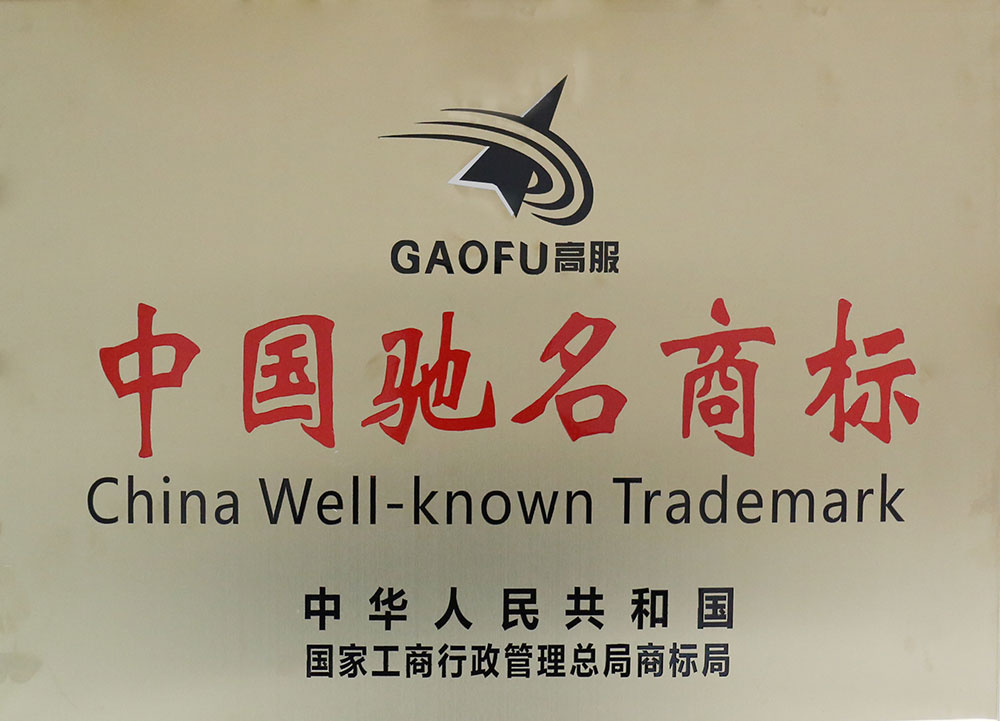 GAOFU高服
中国驰名商标
China Well-known Trademark
中华人民共和国
国家工商行政管理总局商标局